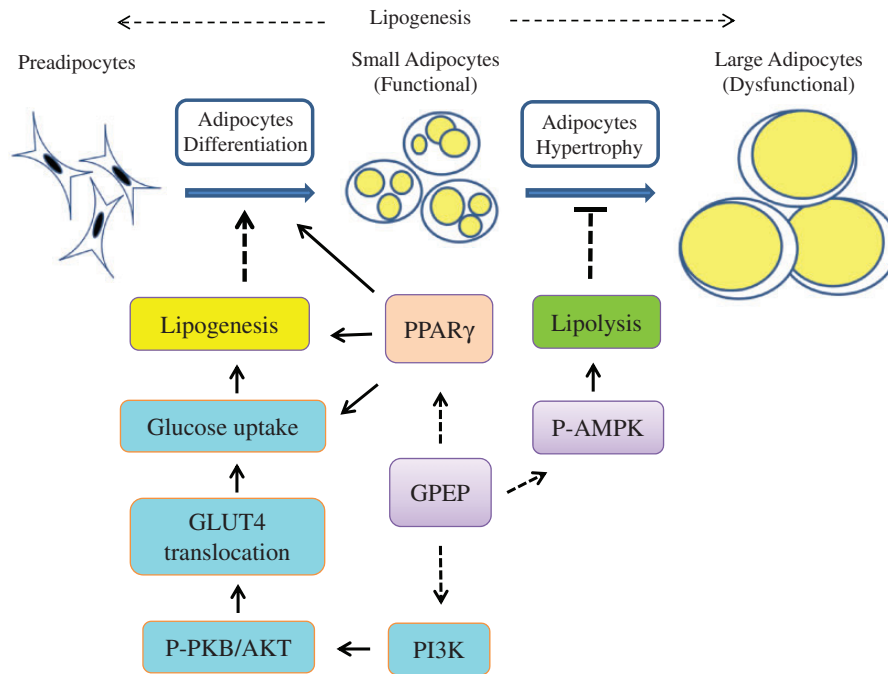 Lipogenesis
Preadipocytes
Small Adipocytes
(Functional)
Large Adipocytes
(Dysfunctional)
Adipocytes
Differentiation
Adipocytes
Hypertrophy
Lipogenesis
PPARγ
Lipolysis
Glucose uptake
P-AMPK
GPEP
GLUT4
translocation
P-PKB/AKT
PI3K